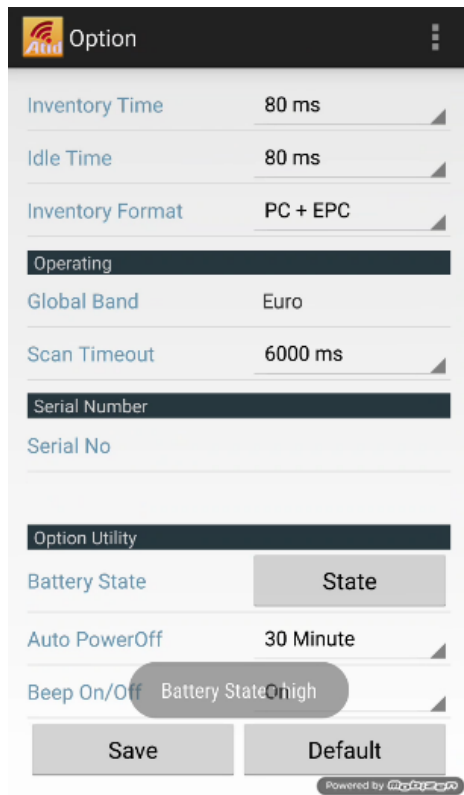 Atid Option
Inventory Time 80 ms
Idle Time 80 ms
Inventory Format PC + EPC
Operating
Global Band Euro
Scan Timeout 6000 ms
Serial Number
Serial No
Option Utility
Battery State State
Auto PowerOff 30 Minute
Beep On/Off On
Battery State : high
Save Default
Powered by Mobizen